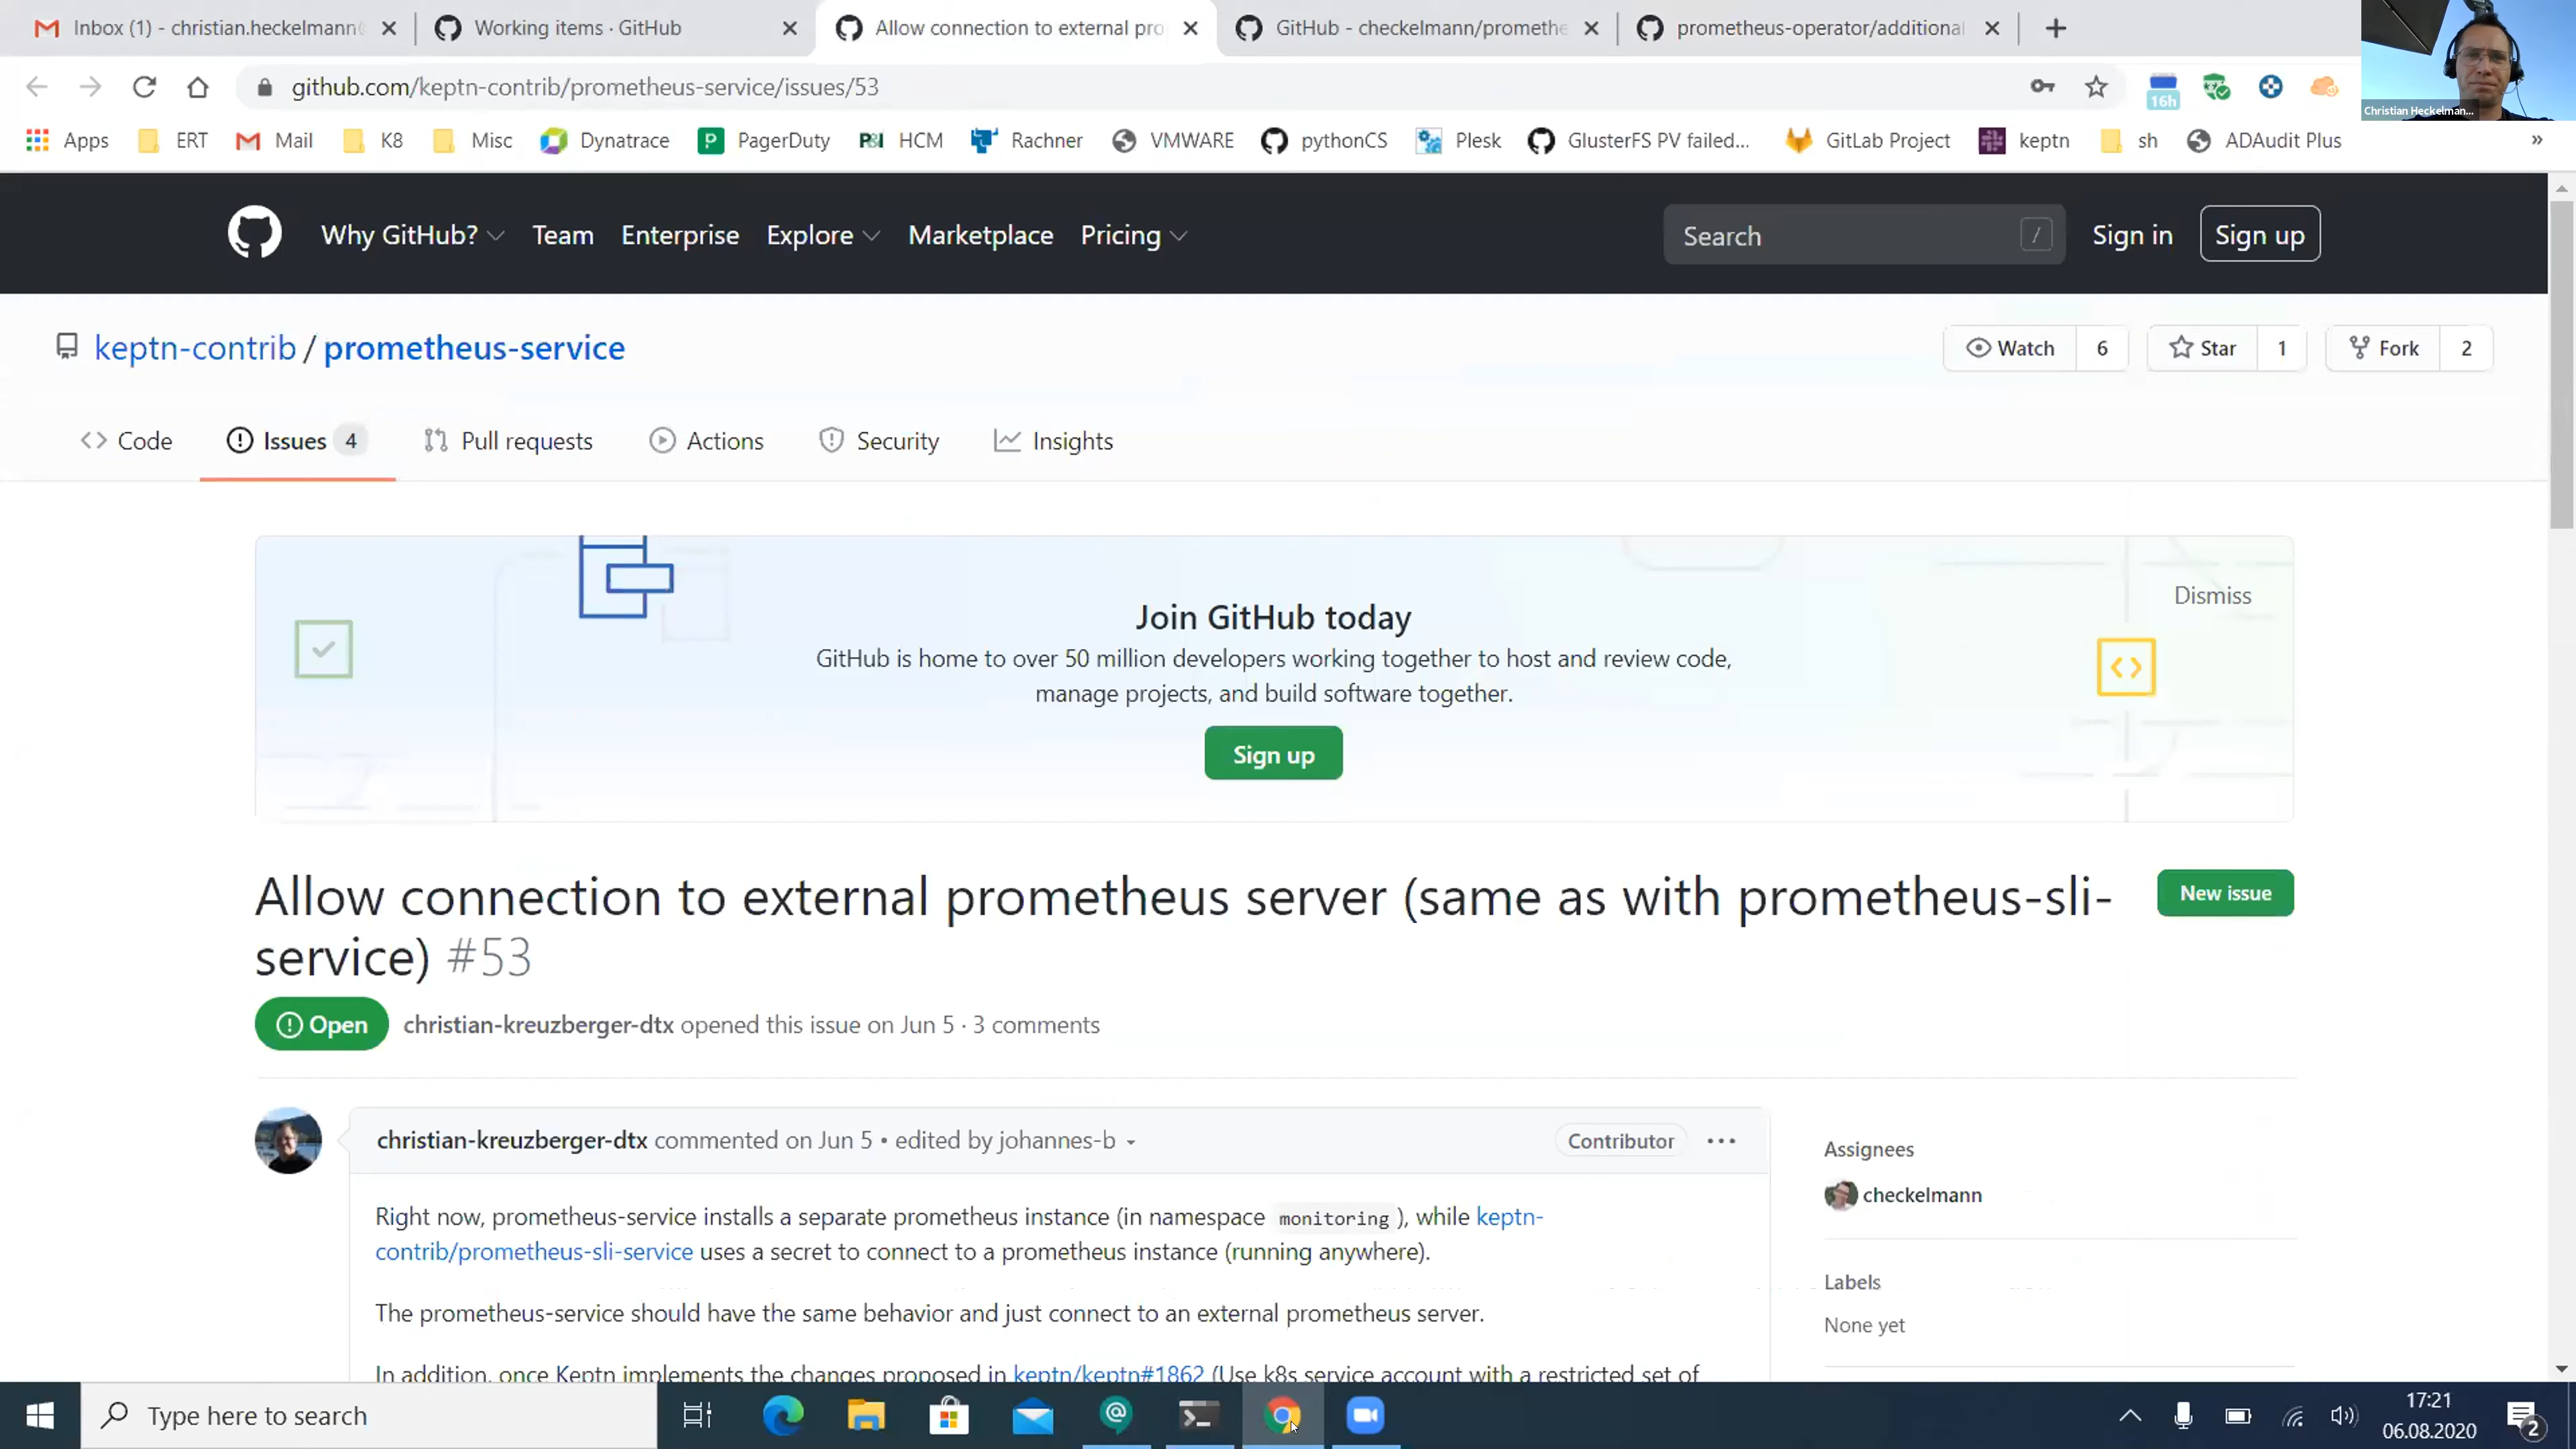 Inbox (1) - christian.heckelmann
Working items · GitHub
Allow connection to external pro
GitHub - checkelmann/promethe
prometheus-operator/additional
github.com/keptn-contrib/prometheus-service/issues/53
16h
Christian Heckelman...
Apps
ERT
Mail
K8
Misc
Dynatrace
PagerDuty
P&I
HCM
Rachner
VMWARE
pythonCS
Plesk
GlusterFS PV failed...
GitLab Project
keptn
sh
ADAudit Plus
»
Why GitHub?
Team
Enterprise
Explore
Marketplace
Pricing
Search
/
Sign in
Sign up
keptn-contrib / prometheus-service
Watch 6
Star 1
Fork 2
Code
Issues 4
Pull requests
Actions
Security
Insights
Dismiss
Join GitHub today
GitHub is home to over 50 million developers working together to host and review code,
manage projects, and build software together.
Sign up
Allow connection to external prometheus server (same as with prometheus-sli-
service) #53
New issue
Open
christian-kreuzberger-dtx opened this issue on Jun 5 · 3 comments
christian-kreuzberger-dtx commented on Jun 5 • edited by johannes-b
Contributor
Right now, prometheus-service installs a separate prometheus instance (in namespace monitoring ), while keptn-
contrib/prometheus-sli-service uses a secret to connect to a prometheus instance (running anywhere).
The prometheus-service should have the same behavior and just connect to an external prometheus server.
In addition, once Keptn implements the changes proposed in keptn/keptn#1862 (Use k8s service account with a restricted set of
Assignees
checkelmann
Labels
None yet
Type here to search
17:21
06.08.2020
2